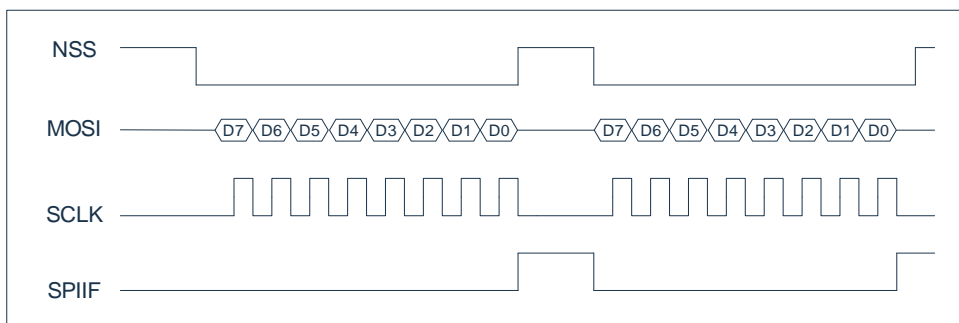 NSS
MOSI D7 D6 D5 D4 D3 D2 D1 D0 D7 D6 D5 D4 D3 D2 D1 D0
SCLK
SPIIF